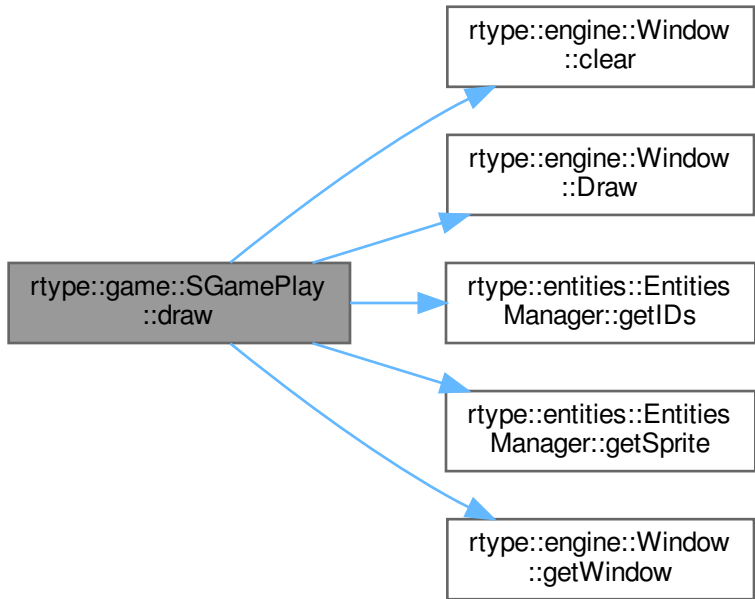 rtype::engine::Window
::clear
rtype::engine::Window
::Draw
rtype::game::SGamePlay
::draw
rtype::entities::Entities
Manager::getIDs
rtype::entities::Entities
Manager::getSprite
rtype::engine::Window
::getWindow